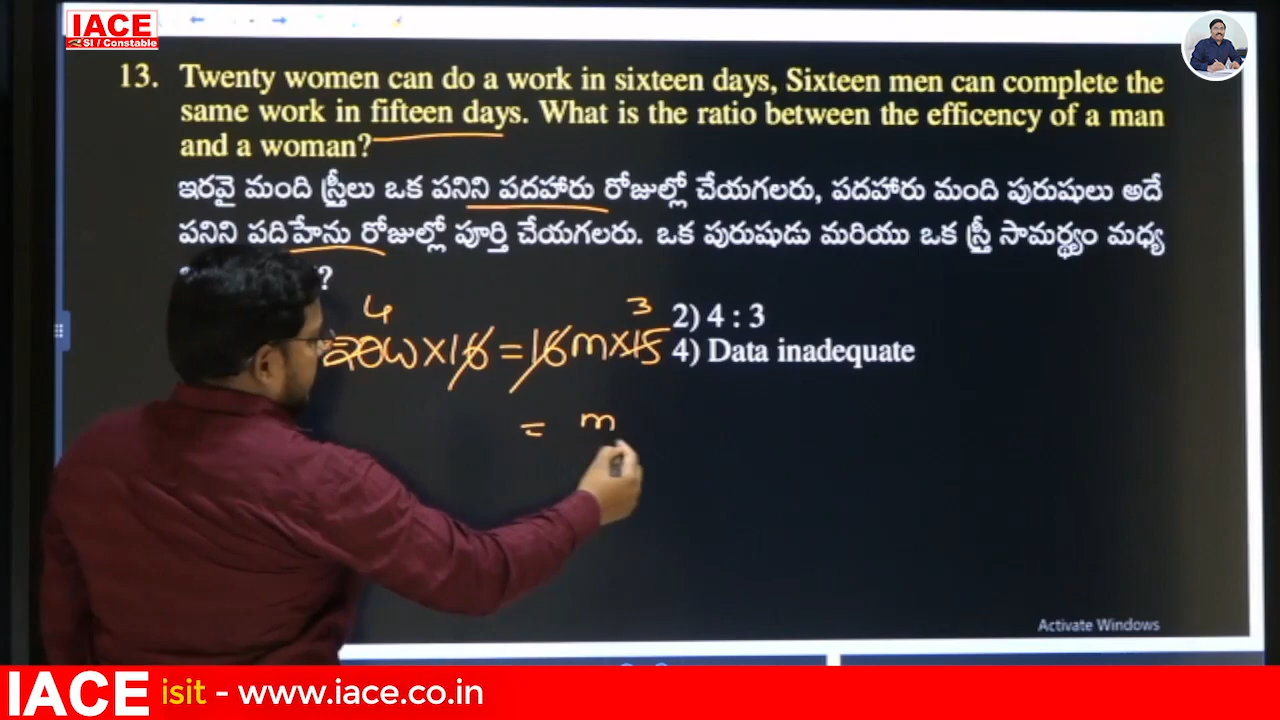 IACE
SI / Constable
13. Twenty women can do a work in sixteen days, Sixteen men can complete the
same work in fifteen days. What is the ratio between the efficency of a man
and a woman?
ఇరవై మంది స్త్రీలు ఒక పనిని పదహారు రోజుల్లో చేయగలరు, పదహారు మంది పురుషులు అదే
పనిని పదిహేను రోజుల్లో పూర్తి చేయగలరు. ఒక పురుషుడు మరియు ఒక స్త్రీ సామర్థ్యం మధ్య
?
4 3
20W×16=16m×15
2) 4 : 3
4) Data inadequate
= m
Activate Windows
IACE isit - www.iace.co.in